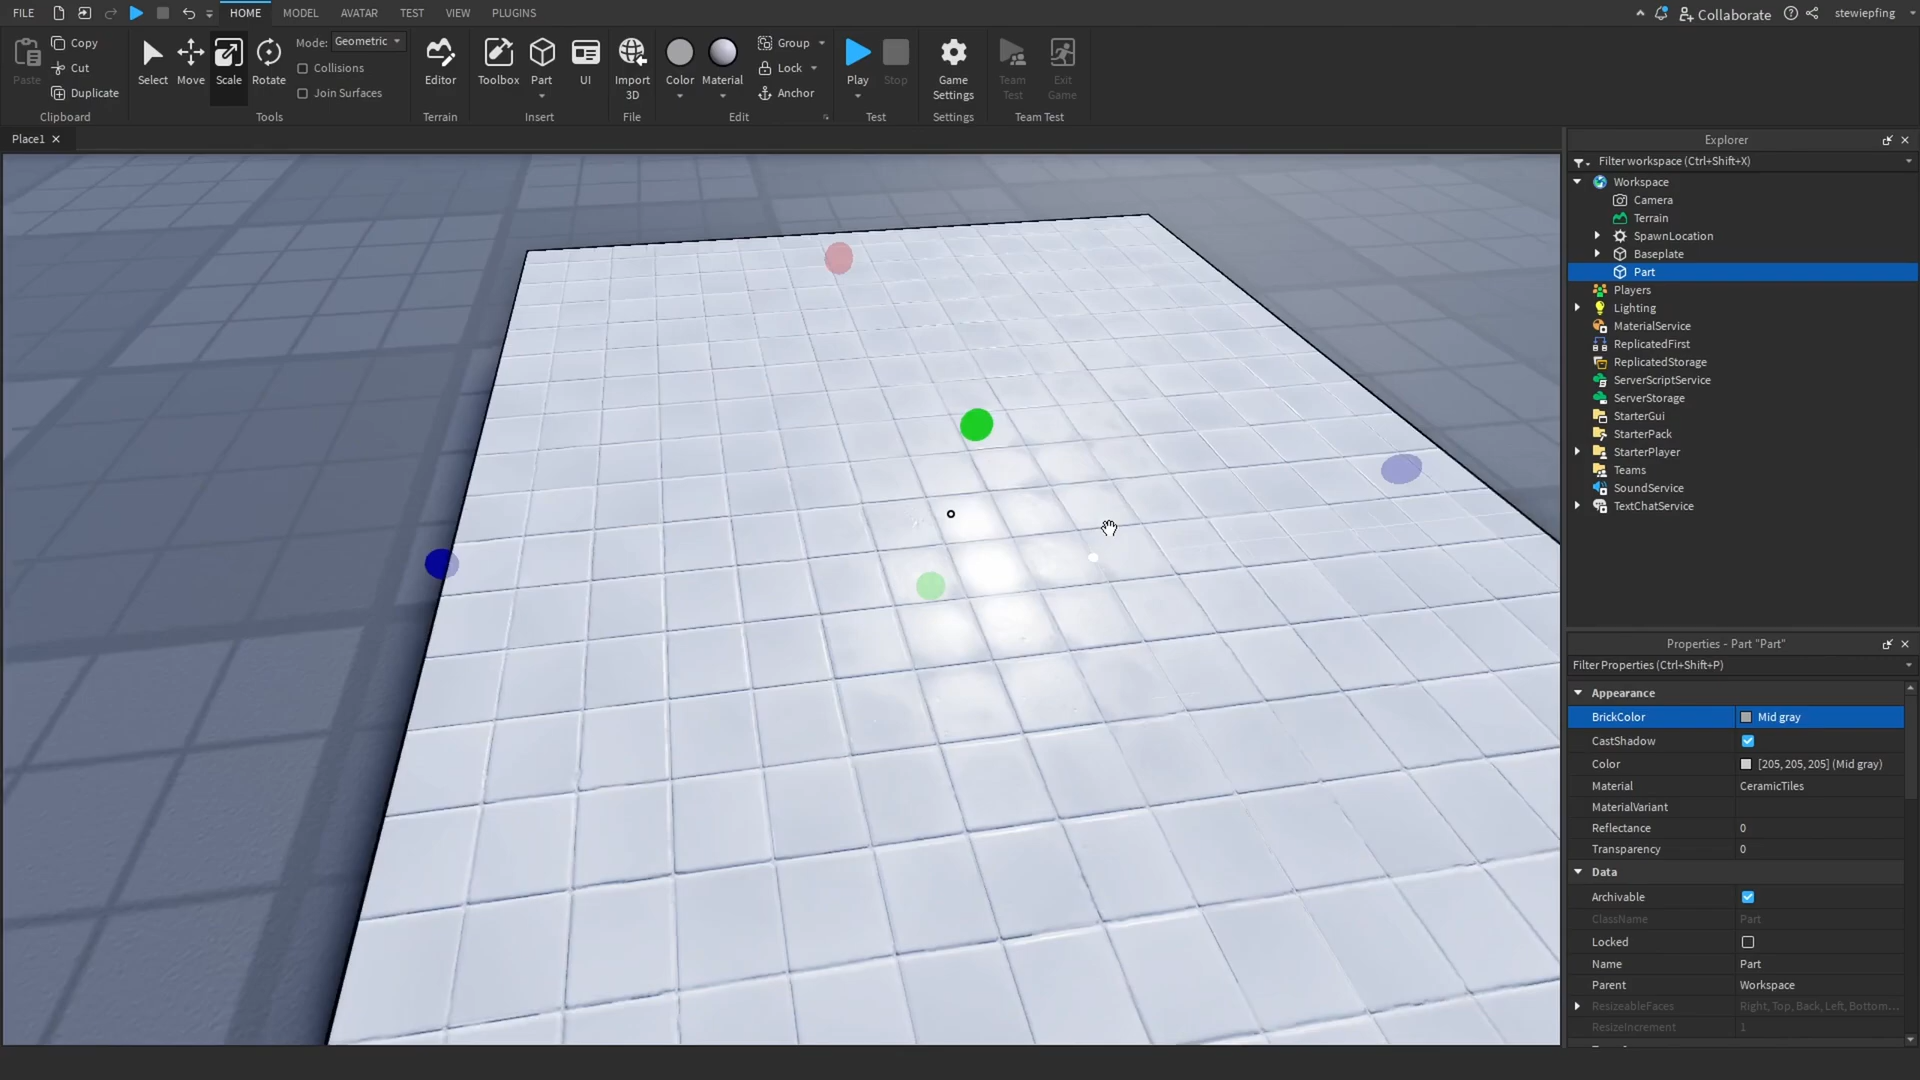 FILE HOME MODEL AVATAR TEST VIEW PLUGINS Collaborate stewiepfing
Paste Copy Cut Duplicate Clipboard
Select Move Scale Rotate Mode: Geometric Collisions Join Surfaces Tools
Editor Terrain
Toolbox Part UI Insert
Import 3D File
Color Material Group Lock Anchor Edit
Play Stop Test
Game Settings Settings
Team Test Exit Game Team Test
Place1
Explorer
Filter workspace (Ctrl+Shift+X)
Workspace
Camera
Terrain
SpawnLocation
Baseplate
Part
Players
Lighting
MaterialService
ReplicatedFirst
ReplicatedStorage
ServerScriptService
ServerStorage
StarterGui
StarterPack
StarterPlayer
Teams
SoundService
TextChatService
Properties - Part "Part"
Filter Properties (Ctrl+Shift+P)
Appearance
BrickColor Mid gray
CastShadow
Color [205, 205, 205] (Mid gray)
Material CeramicTiles
MaterialVariant
Reflectance 0
Transparency 0
Data
Archivable
ClassName Part
Locked
Name Part
Parent Workspace
ResizeableFaces Right, Top, Back, Left, Bottom...
ResizeIncrement 1